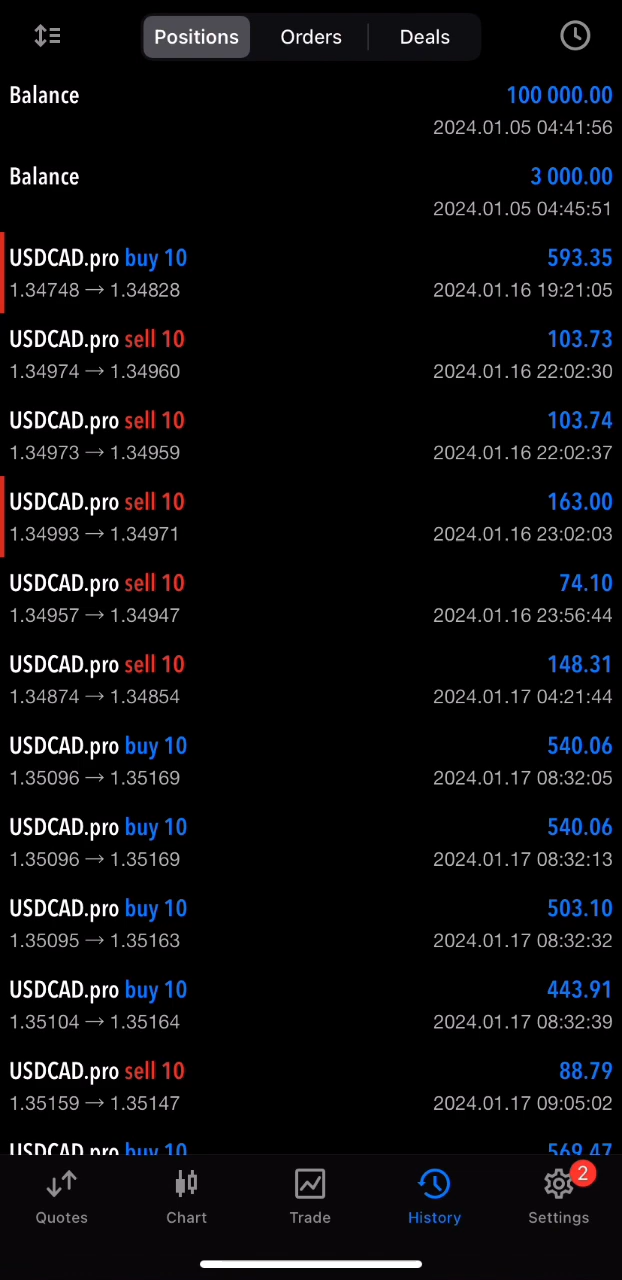 Positions Orders Deals
Balance 100 000.00
2024.01.05 04:41:56
Balance 3 000.00
2024.01.05 04:45:51
USDCAD.pro buy 10 593.35
1.34748 → 1.34828 2024.01.16 19:21:05
USDCAD.pro sell 10 103.73
1.34974 → 1.34960 2024.01.16 22:02:30
USDCAD.pro sell 10 103.74
1.34973 → 1.34959 2024.01.16 22:02:37
USDCAD.pro sell 10 163.00
1.34993 → 1.34971 2024.01.16 23:02:03
USDCAD.pro sell 10 74.10
1.34957 → 1.34947 2024.01.16 23:56:44
USDCAD.pro sell 10 148.31
1.34874 → 1.34854 2024.01.17 04:21:44
USDCAD.pro buy 10 540.06
1.35096 → 1.35169 2024.01.17 08:32:05
USDCAD.pro buy 10 540.06
1.35096 → 1.35169 2024.01.17 08:32:13
USDCAD.pro buy 10 503.10
1.35095 → 1.35163 2024.01.17 08:32:32
USDCAD.pro buy 10 443.91
1.35104 → 1.35164 2024.01.17 08:32:39
USDCAD.pro sell 10 88.79
1.35159 → 1.35147 2024.01.17 09:05:02
USDCAD.pro buy 10 569.47
2
Quotes Chart Trade History Settings